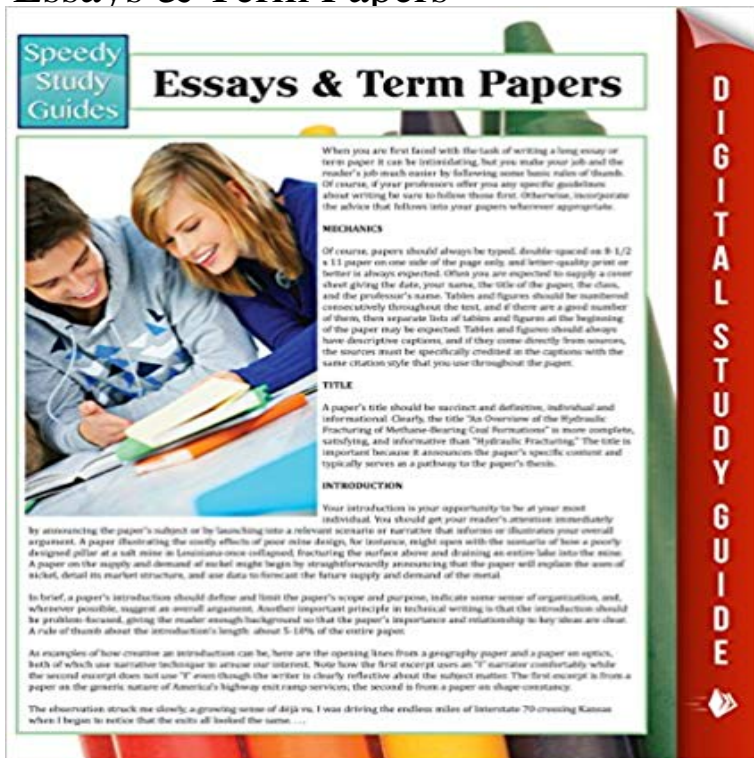 Essays & Term Papers
Speedy
Study
Guides
Essays & Term Papers
When you are first faced with the task of writing a long essay or
term paper it can be intimidating, but you make your job and the
reader's job much easier by following some basic rules of thumb.
Of course, if your professors offer you any specific guidelines
about writing be sure to follow those first. Otherwise, incorporate
the advice that follows into your papers wherever appropriate.
MECHANICS
Of course, papers should always be typed, double-spaced on 8-1/2
x 11 paper on one side of the page only, and letter-quality print or
better is always expected. Often you are expected to supply a cover
sheet giving the date, your name, the title of the paper, the class,
and the professor's name. Tables and figures should be numbered
consecutively throughout the text, and if there are a good number
of them, then separate lists of tables and figures at the beginning
of the paper may be expected. Tables and figures should always
have descriptive captions, and if they come directly from sources,
the sources must be specifically credited in the captions with the
same citation style that you use throughout the paper.
TITLE
A paper's title should be succinct and definitive, individual and
informational. Clearly, the title "An Overview of the Hydraulic
Fracturing of Methane-Bearing Coal Formations" is more complete,
satisfying, and informative than "Hydraulic Fracturing." The title is
important because it announces the paper's specific content and
typically serves as a pathway to the paper's thesis.
INTRODUCTION
Your introduction is your opportunity to be at your most
individual. You should get your reader's attention immediately
by announcing the paper's subject or by launching into a relevant scenario or narrative that informs or illustrates your overall
argument. A paper illustrating the costly effects of poor mine design, for instance, might open with the scenario of how a poorly
designed pillar at a salt mine in Louisiana once collapsed, fracturing the surface above and draining an entire lake into the mine.
A paper on the supply and demand of nickel might begin by straightforwardly announcing that the paper will explain the uses of
nickel, detail its market structure, and use data to forecast the future supply and demand of the metal.
In brief, a paper's introduction should define and limit the paper's scope and purpose, indicate some sense of organization, and,
whenever possible, suggest an overall argument. Another important principle in technical writing is that the introduction should
be problem-focused, giving the reader enough background so that the paper's importance and relationship to key ideas are clear.
A rule of thumb about the introduction's length: about 5-10% of the entire paper.
As examples of how creative an introduction can be, here are the opening lines from a geography paper and a paper on optics,
both of which use narrative technique to arouse our interest. Note how the first excerpt uses an "I" narrator comfortably while
the second excerpt does not use "I" even though the writer is clearly reflective about the subject matter. The first excerpt is from a
paper on the generic nature of America's highway exit ramp services; the second is from a paper on shape constancy.
The observation struck me slowly, a growing sense of déjà vu. I was driving the endless miles of Interstate 70 crossing Kansas
when I began to notice that the exits all looked the same. . . .
DIGITAL STUDY GUIDE